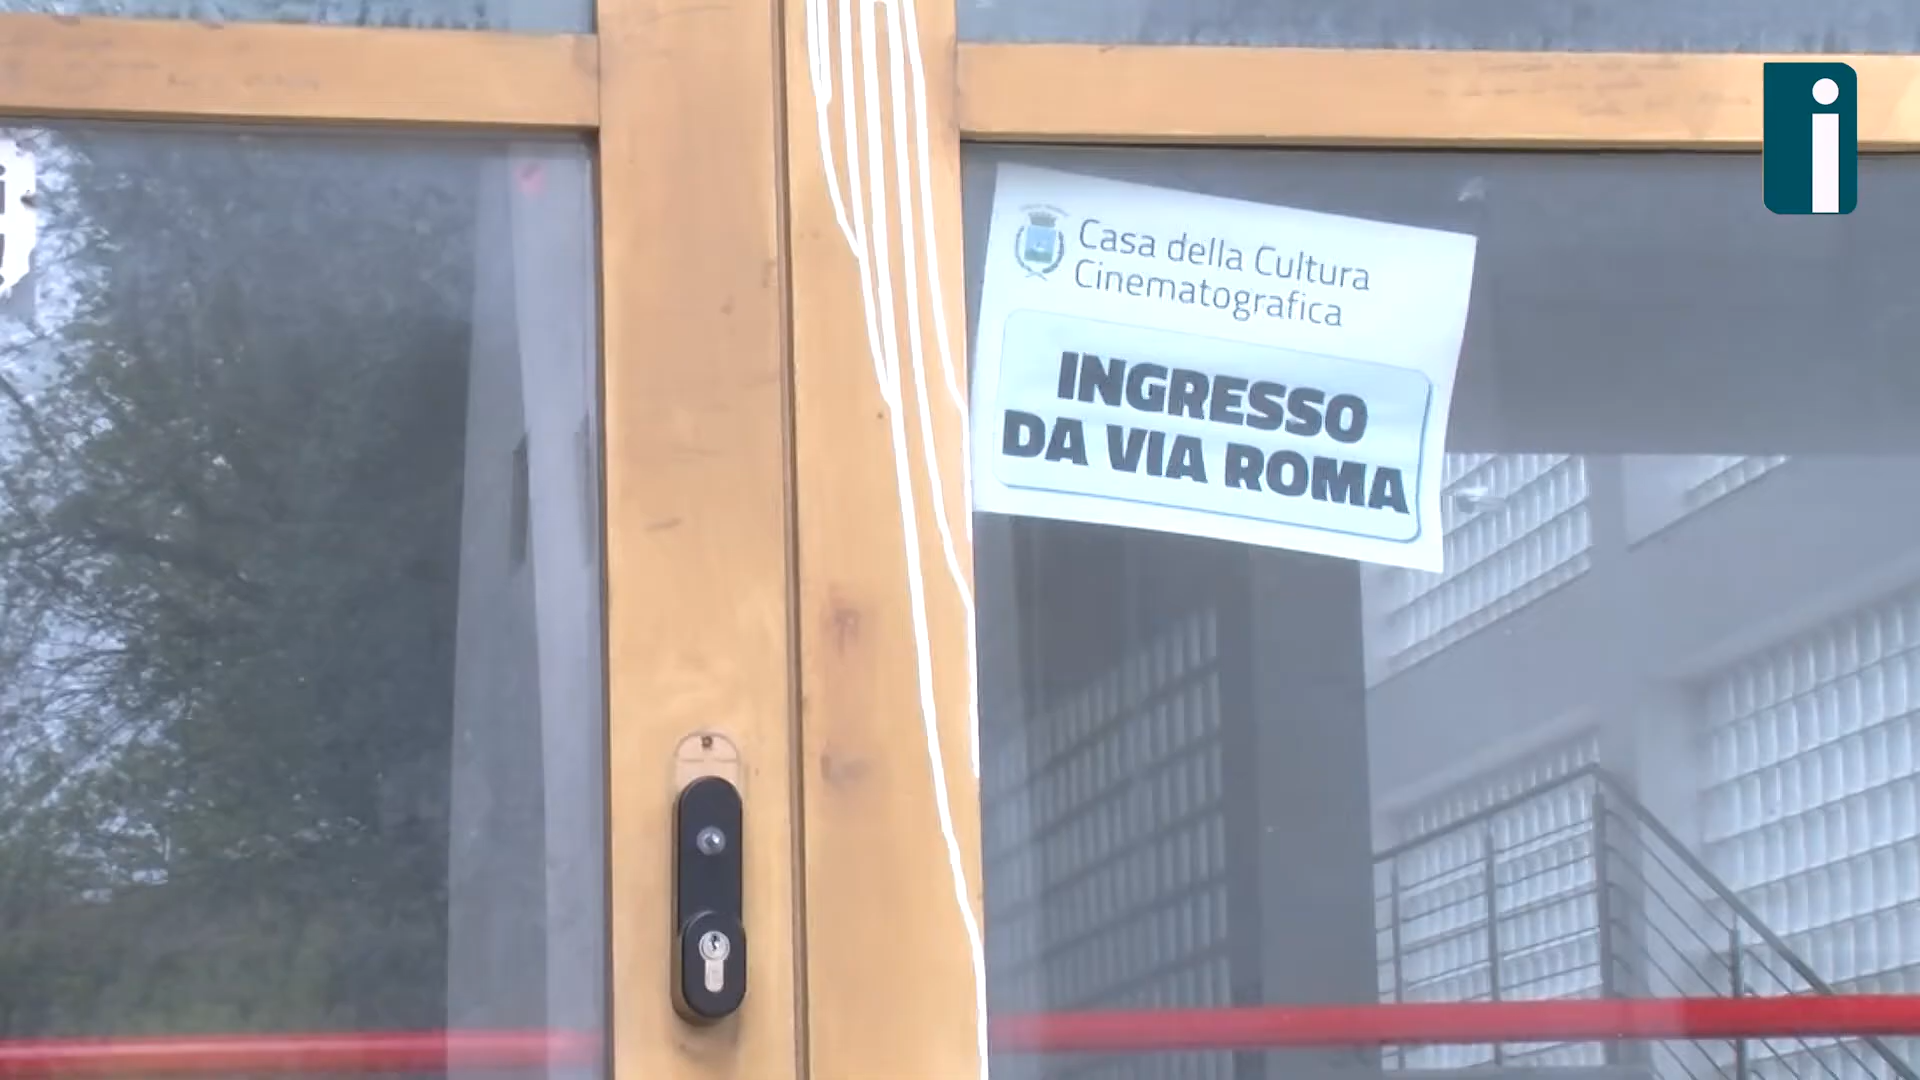 Casa della Cultura
Cinematografica
INGRESSO
DA VIA ROMA
i